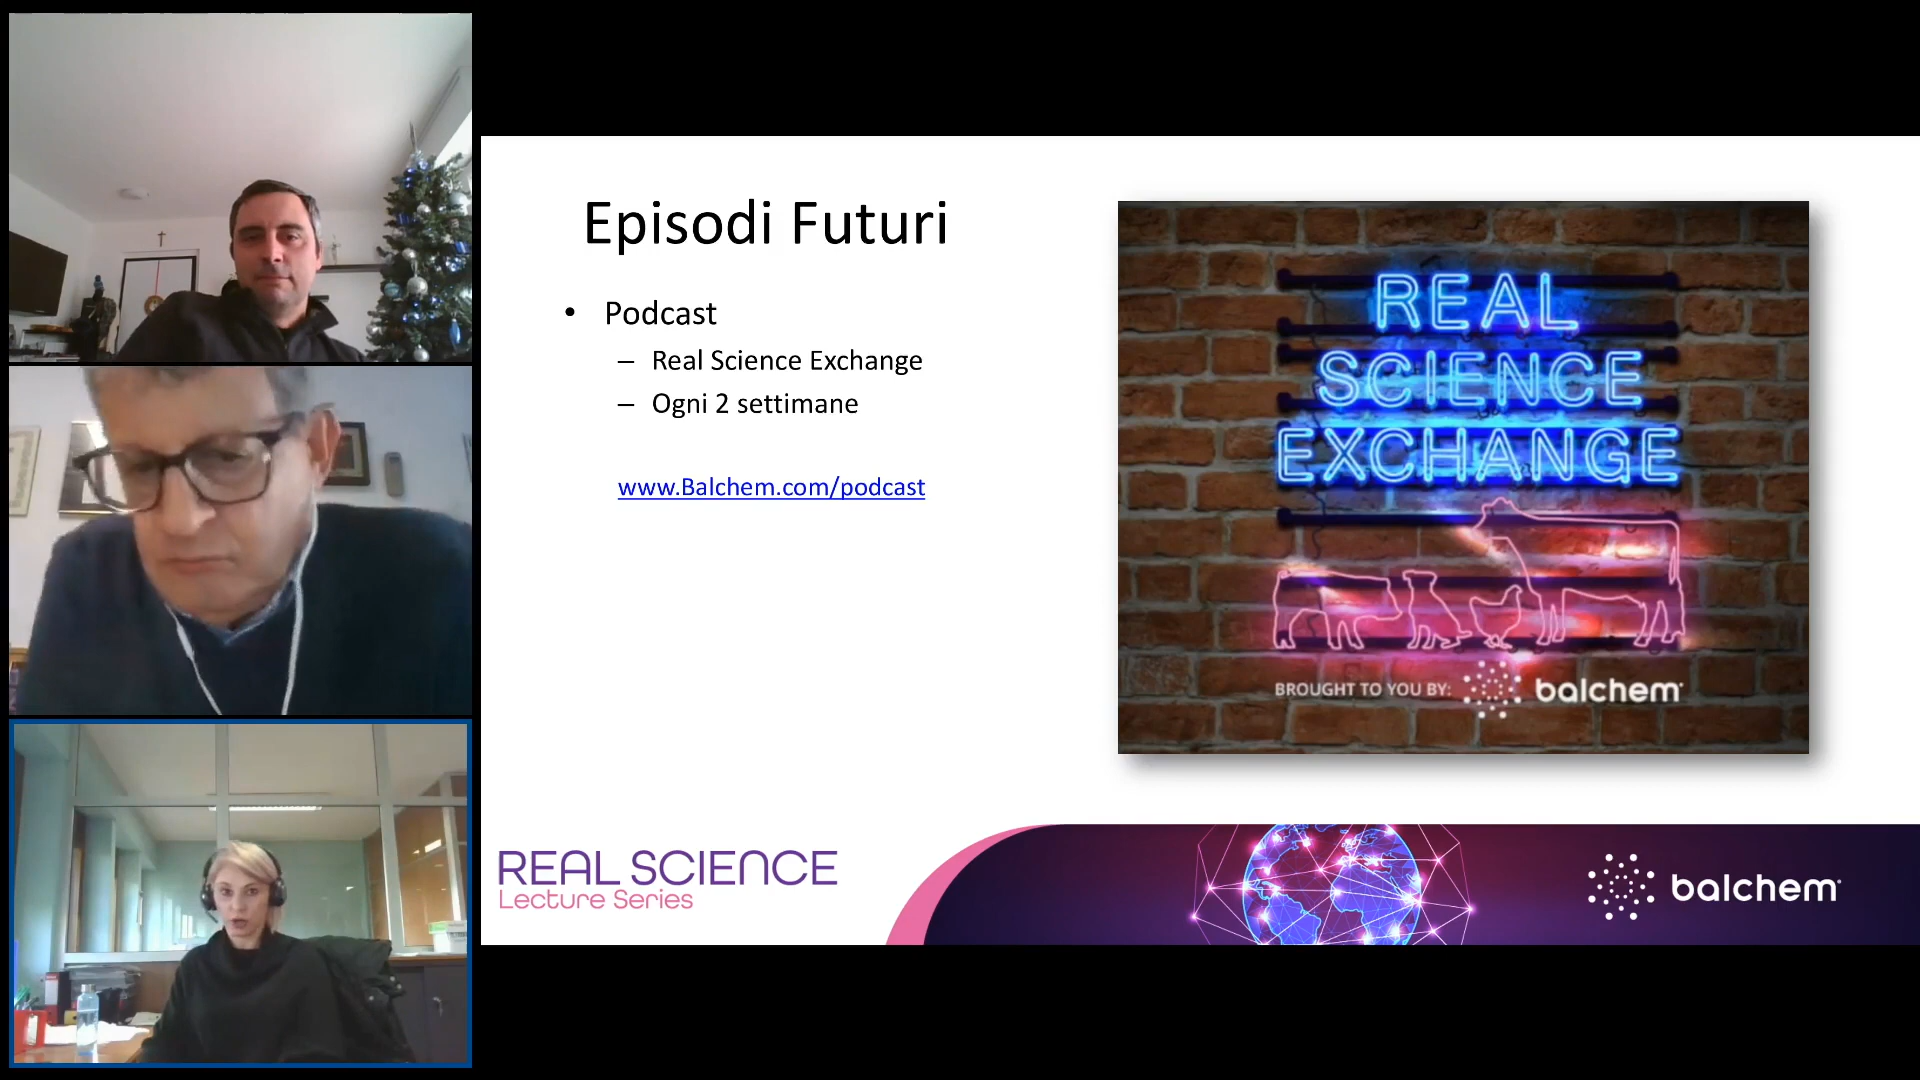 Episodi Futuri
• Podcast
– Real Science Exchange
– Ogni 2 settimane
www.Balchem.com/podcast
REAL
SCIENCE
EXCHANGE
BROUGHT TO YOU BY: balchem
REAL SCIENCE
Lecture Series
balchem